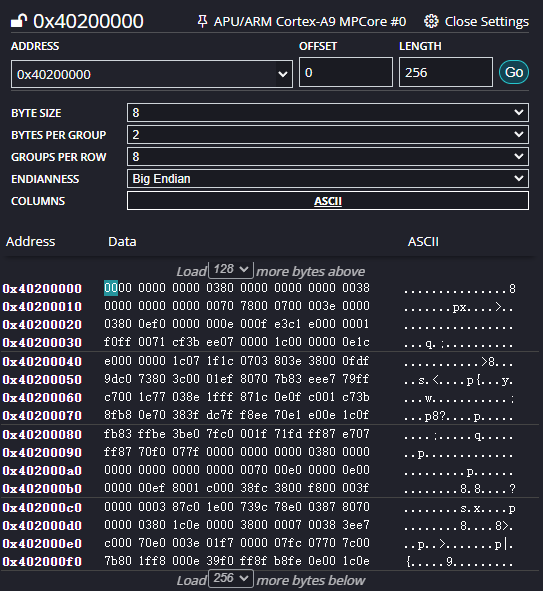 0x40200000 APU/ARM Cortex-A9 MPCore #0 Close Settings
ADDRESS OFFSET LENGTH
0x40200000 0 256 Go
BYTE SIZE 8
BYTES PER GROUP 2
GROUPS PER ROW 8
ENDIANNESS Big Endian
COLUMNS ASCII
Address Data ASCII
Load 128 more bytes above
0x40200000 0000 0000 0000 0380 0000 0000 0000 0038 ...............8
0x40200010 0000 0000 0000 0070 7800 0700 003e 0000 .......px....>..
0x40200020 0380 0ef0 0000 000e 000f e3c1 e000 0001 ................
0x40200030 f0ff 0071 cf3b ee07 0000 1c00 0000 0e1c ...q.;..........
0x40200040 e000 0000 1c07 1f1c 0703 803e 3800 0fdf ...........>8...
0x40200050 9dc0 7380 3c00 01ef 8070 7b83 eee7 79ff ..s.<....p{...y.
0x40200060 c700 1c77 038e 1fff 871c 0e0f c001 c73b ...w...........;
0x40200070 8fb8 0e70 383f dc7f f8ee 70e1 e00e 1c0f ...p8?....p.....
0x40200080 fb83 ffbe 3be0 7fc0 001f 71fd ff87 e707 ....;.....q.....
0x40200090 ff87 70f0 077f 0000 0000 0000 0380 0000 ..p.............
0x402000a0 0000 0000 0000 0000 0070 00e0 0000 0e00 .........p......
0x402000b0 0000 00ef 8001 c000 38fc 3800 f800 003f ........8.8....?
0x402000c0 0000 0003 87c0 1e00 739c 78e0 0387 8070 ........s.x....p
0x402000d0 0000 0380 1c0e 0000 3800 0007 0038 3ee7 ........8....8>.
0x402000e0 c000 70e0 003e 01f7 0000 07fc 0770 7c00 ..p..>.......p|.
0x402000f0 7b80 1ff8 000e 39f0 ff8f b8fe 0e00 1c0e {.....9.........
Load 256 more bytes below